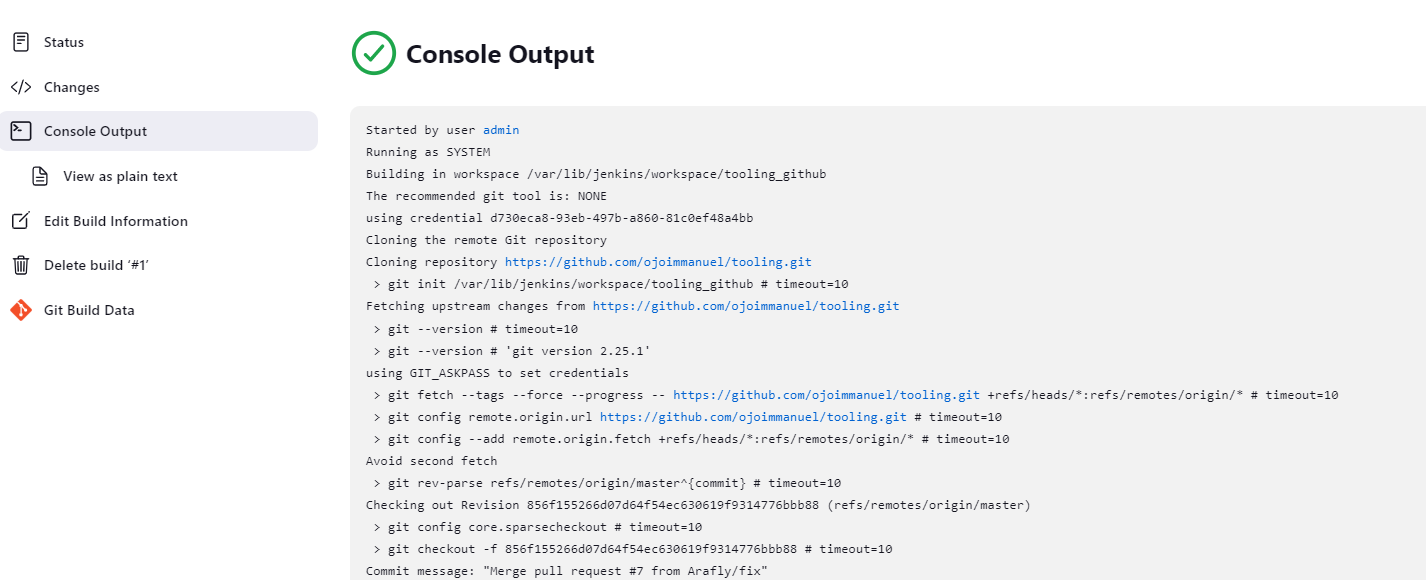 Status
Changes
Console Output
View as plain text
Edit Build Information
Delete build ‘#1’
Git Build Data
Console Output
Started by user admin
Running as SYSTEM
Building in workspace /var/lib/jenkins/workspace/tooling_github
The recommended git tool is: NONE
using credential d730eca8-93eb-497b-a860-81c0ef48a4bb
Cloning the remote Git repository
Cloning repository https://github.com/ojoimmanuel/tooling.git
> git init /var/lib/jenkins/workspace/tooling_github # timeout=10
Fetching upstream changes from https://github.com/ojoimmanuel/tooling.git
> git --version # timeout=10
> git --version # 'git version 2.25.1'
using GIT_ASKPASS to set credentials
> git fetch --tags --force --progress -- https://github.com/ojoimmanuel/tooling.git +refs/heads/*:refs/remotes/origin/* # timeout=10
> git config remote.origin.url https://github.com/ojoimmanuel/tooling.git # timeout=10
> git config --add remote.origin.fetch +refs/heads/*:refs/remotes/origin/* # timeout=10
Avoid second fetch
> git rev-parse refs/remotes/origin/master^{commit} # timeout=10
Checking out Revision 856f155266d07d64f54ec630619f9314776bbb88 (refs/remotes/origin/master)
> git config core.sparsecheckout # timeout=10
> git checkout -f 856f155266d07d64f54ec630619f9314776bbb88 # timeout=10
Commit message: "Merge pull request #7 from Arafly/fix"